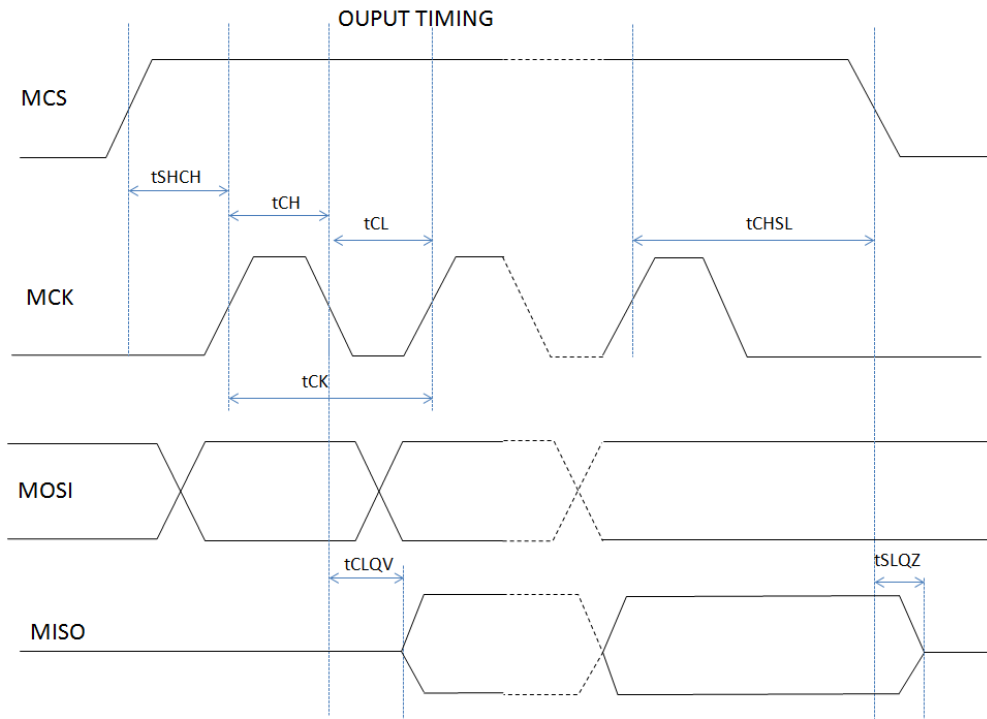 OUPUT TIMING
MCS
tSHCH
tCH
tCL
tCHSL
MCK
tCK
MOSI
tCLQV
tSLQZ
MISO